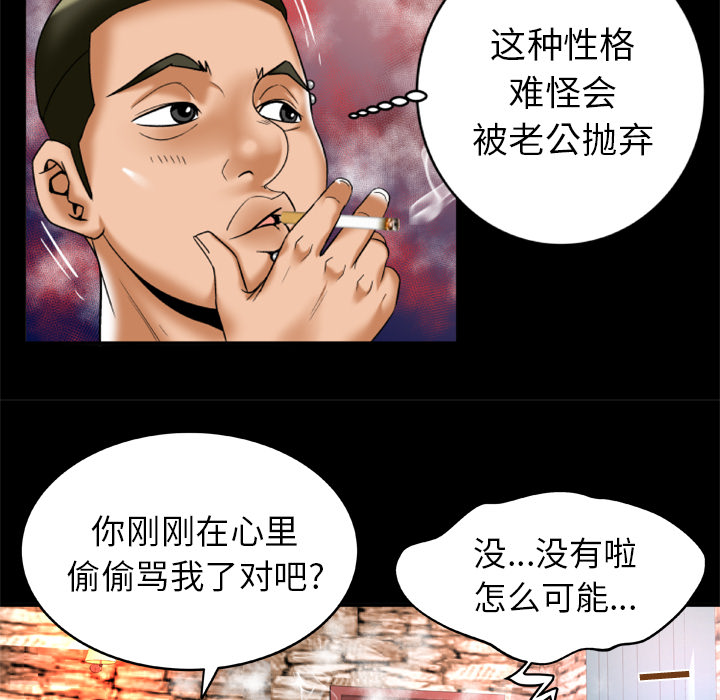 这种性格
难怪会
被老公抛弃
你刚刚在心里
偷偷骂我了对吧?
没...没有啦
怎么可能...